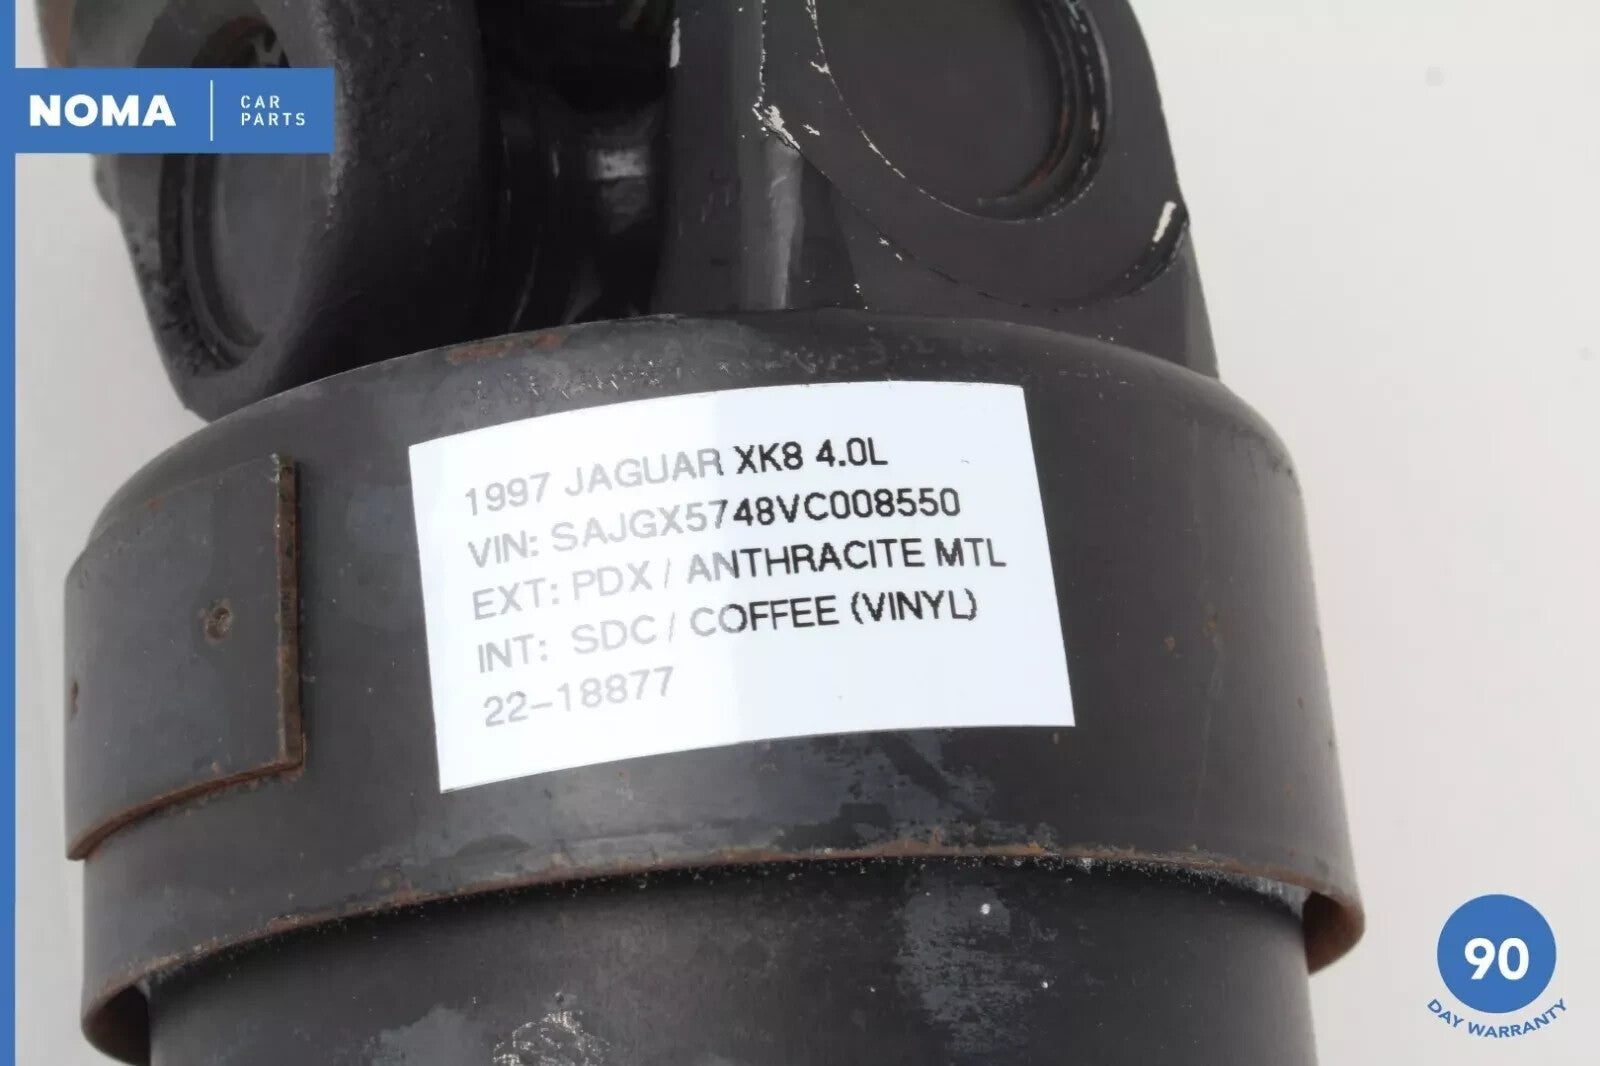 NOMA
CAR
PARTS
1997 JAGUAR XK8 4.0L
VIN: SAJGX5748VC008550
EXT: PDX / ANTHRACITE MTL
INT: SDC / COFFEE (VINYL)
22-18877
90
DAY WARRANTY